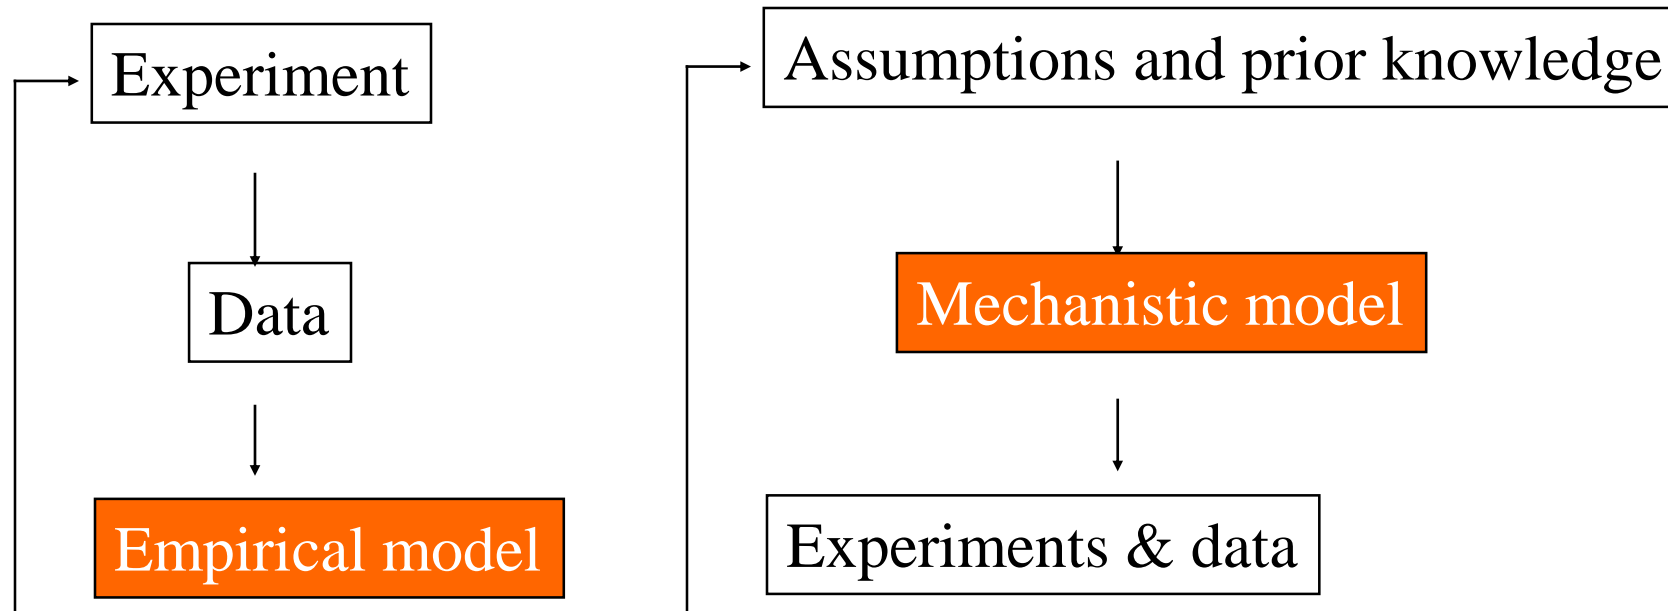 Experiment
Data
Empirical model
Assumptions and prior knowledge
Mechanistic model
Experiments & data